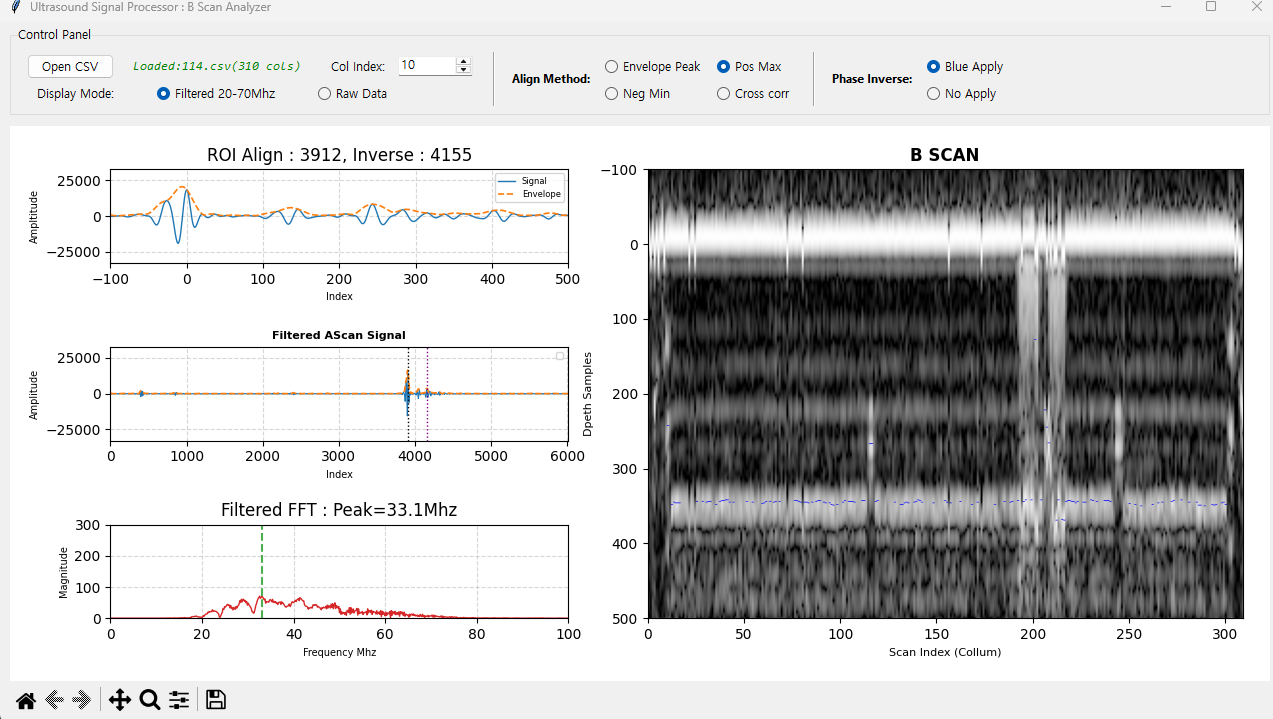 Ultrasound Signal Processor : B Scan Analyzer
Control Panel
Open CSV
Loaded:114.csv(310 cols)
Col Index:
10
Align Method:
Envelope Peak
Pos Max
Phase Inverse:
Blue Apply
Display Mode:
Filtered 20-70Mhz
Raw Data
Neg Min
Cross corr
No Apply
ROI Align : 3912, Inverse : 4155
Amplitiude
25000
0
−25000
Signal
Envelope
−100
0
100
200
300
400
500
Index
Filtered AScan Signal
Amplitiude
25000
0
−25000
0
1000
2000
3000
4000
5000
6000
Index
Filtered FFT : Peak=33.1Mhz
Magnitude
300
200
100
0
0
20
40
60
80
100
Frequency Mhz
B SCAN
Dpeth Samples
−100
0
100
200
300
400
500
0
50
100
150
200
250
300
Scan Index (Collum)